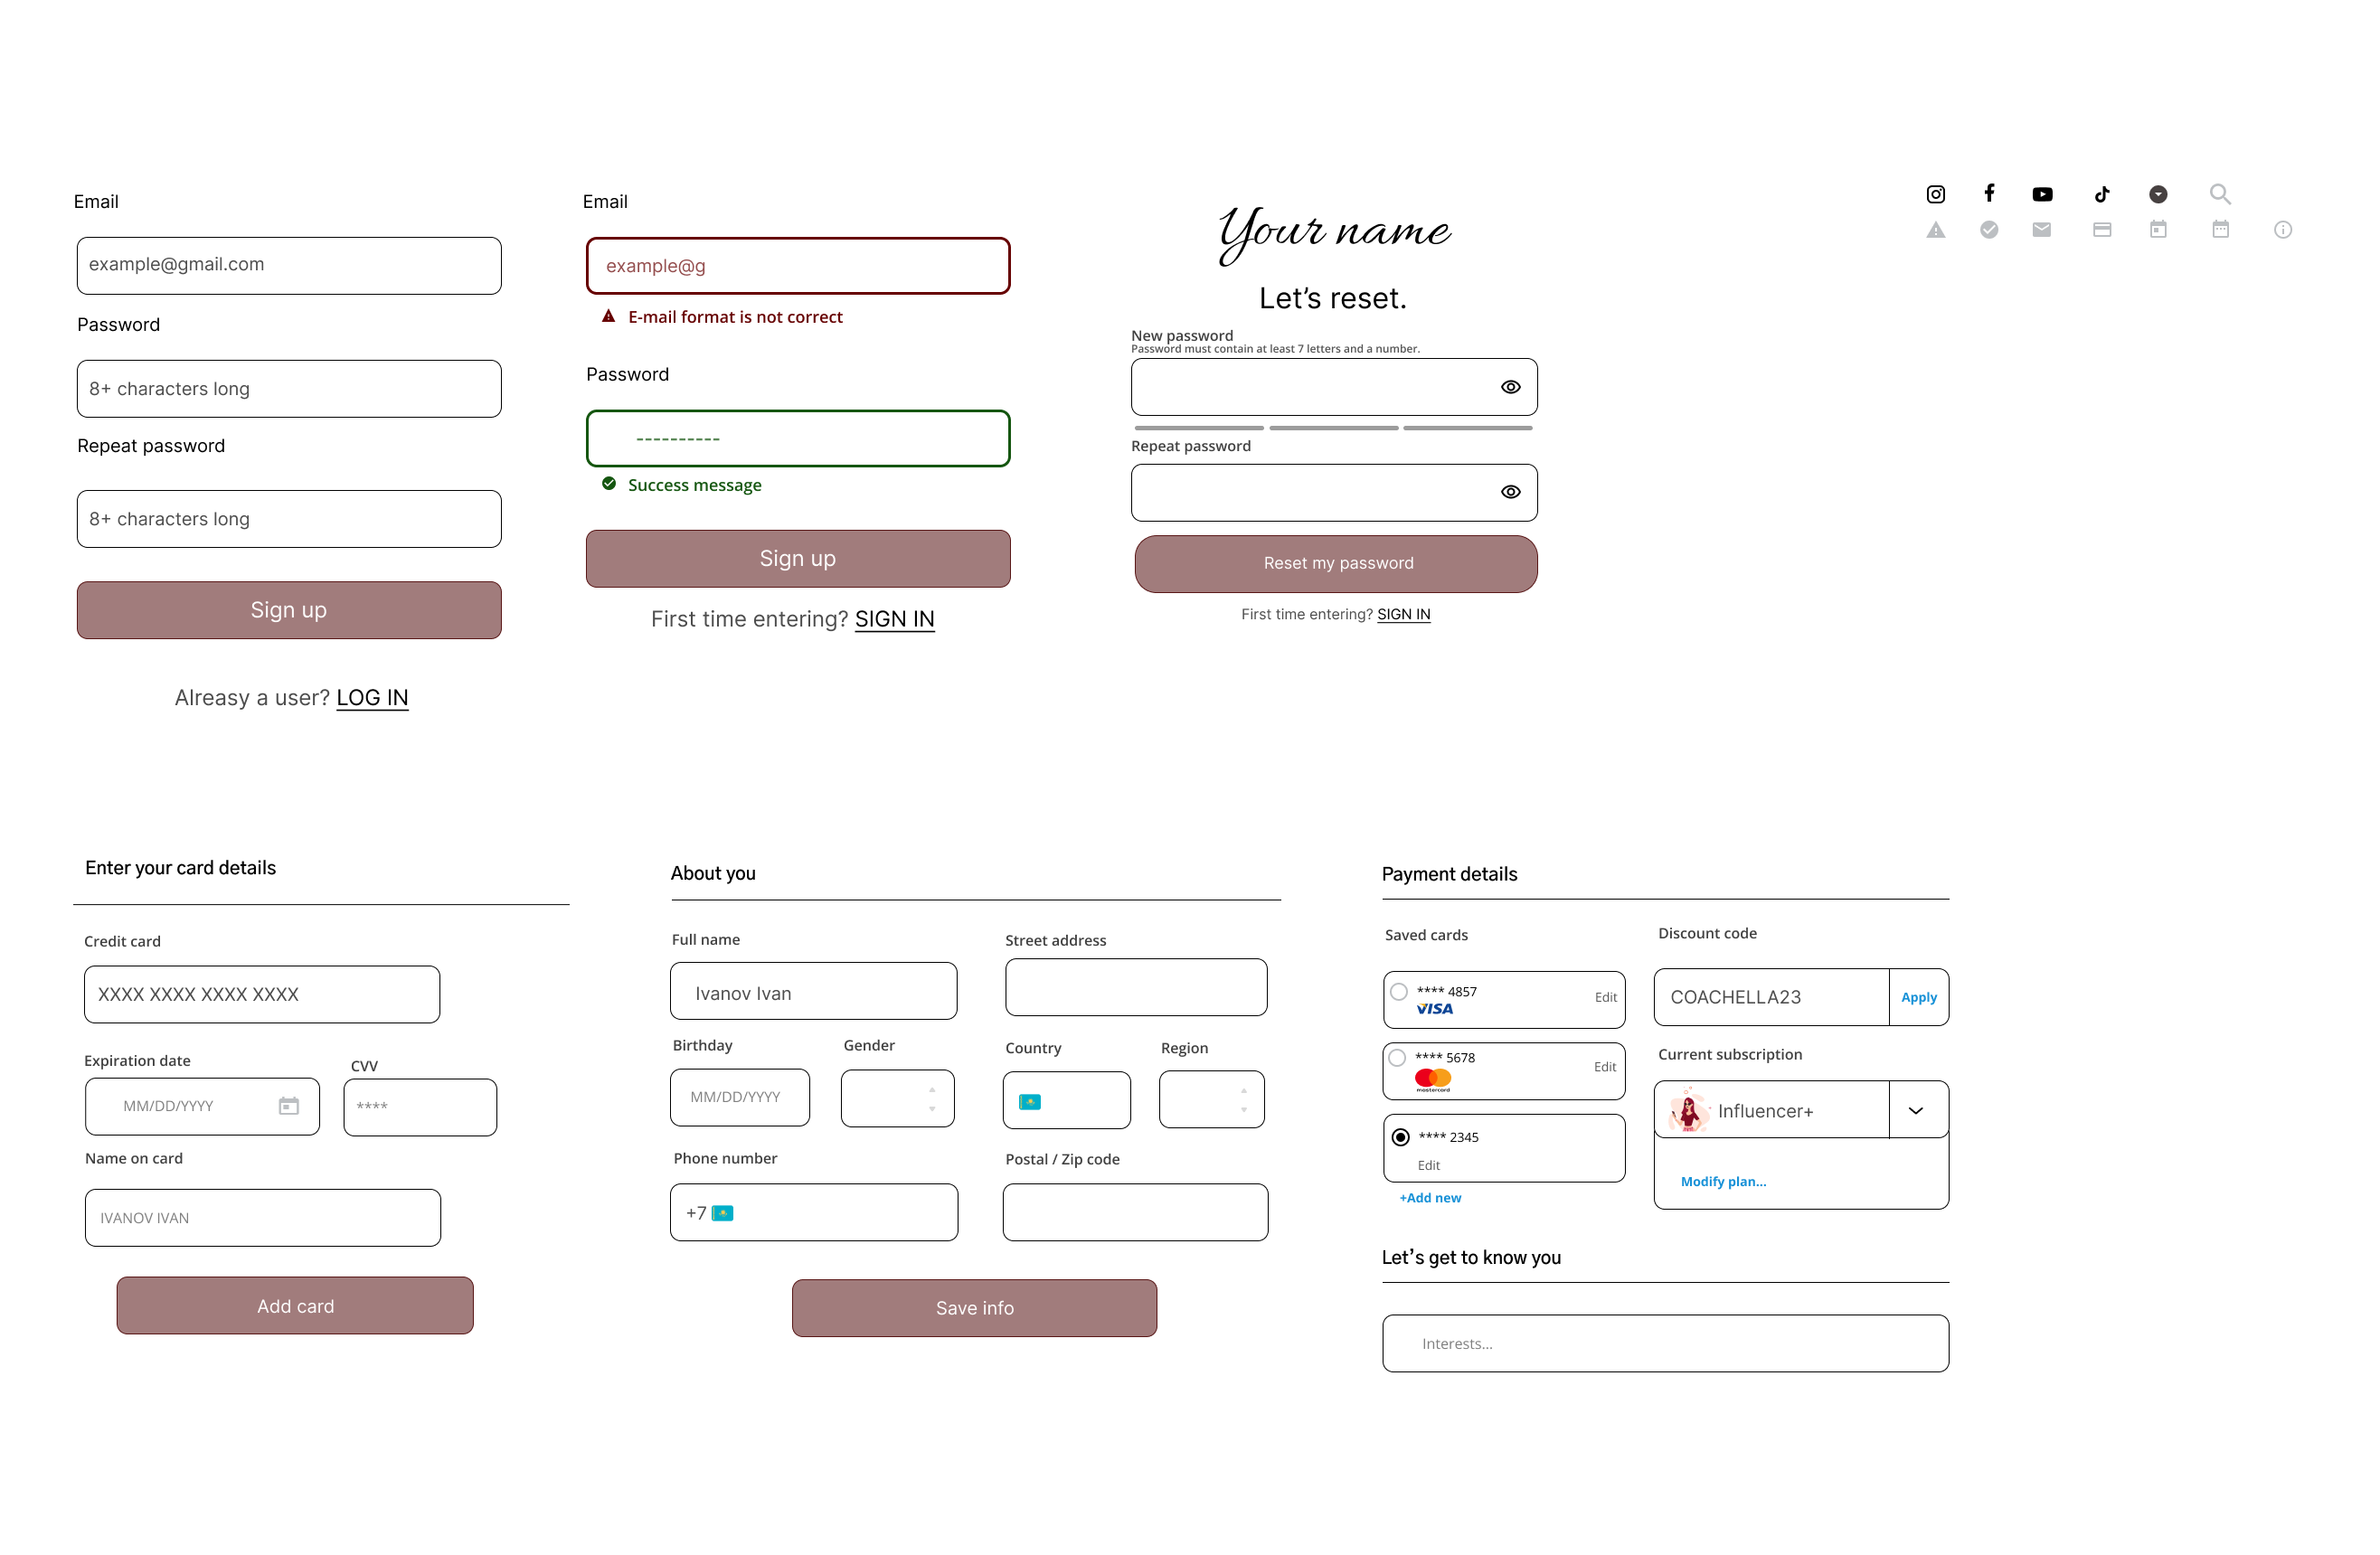 Email
example@gmail.com
Password
8+ characters long
Repeat password
8+ characters long
Sign up
Alreasy a user? LOG IN
Email
example@g
E-mail format is not correct
Password
----------
Success message
Sign up
First time entering? SIGN IN
Your name
Let's reset.
New password
Password must contain at least 7 letters and a number.
Repeat password
Reset my password
First time entering? SIGN IN
Enter your card details
Credit card
XXXX XXXX XXXX XXXX
Expiration date
CVV
MM/DD/YYYY
****
Name on card
IVANOV IVAN
Add card
About you
Full name
Street address
Ivanov Ivan
Birthday
Gender
Country
Region
MM/DD/YYYY
Phone number
Postal / Zip code
+7
Save info
Payment details
Saved cards
**** 4857
VISA
Edit
**** 5678
mastercard
Edit
**** 2345
Edit
+Add new
Discount code
COACHELLA23
Apply
Current subscription
Influencer+
Modify plan...
Let's get to know you
Interests...